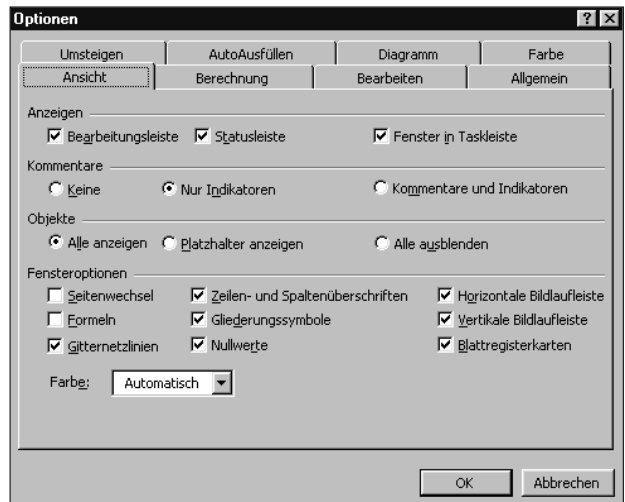 Optionen
Umsteigen AutoAusfüllen Diagramm Farbe
Ansicht Berechnung Bearbeiten Allgemein
Anzeigen
Bearbeitungsleiste Statusleiste Fenster in Taskleiste
Kommentare
Keine Nur Indikatoren Kommentare und Indikatoren
Objekte
Alle anzeigen Platzhalter anzeigen Alle ausblenden
Fensteroptionen
Seitenwechsel Zeilen- und Spaltenüberschriften Horizontale Bildlaufleiste
Formeln Gliederungssymbole Vertikale Bildlaufleiste
Gitternetzlinien Nullwerte Blattregisterkarten
Farbe: Automatisch
OK Abbrechen